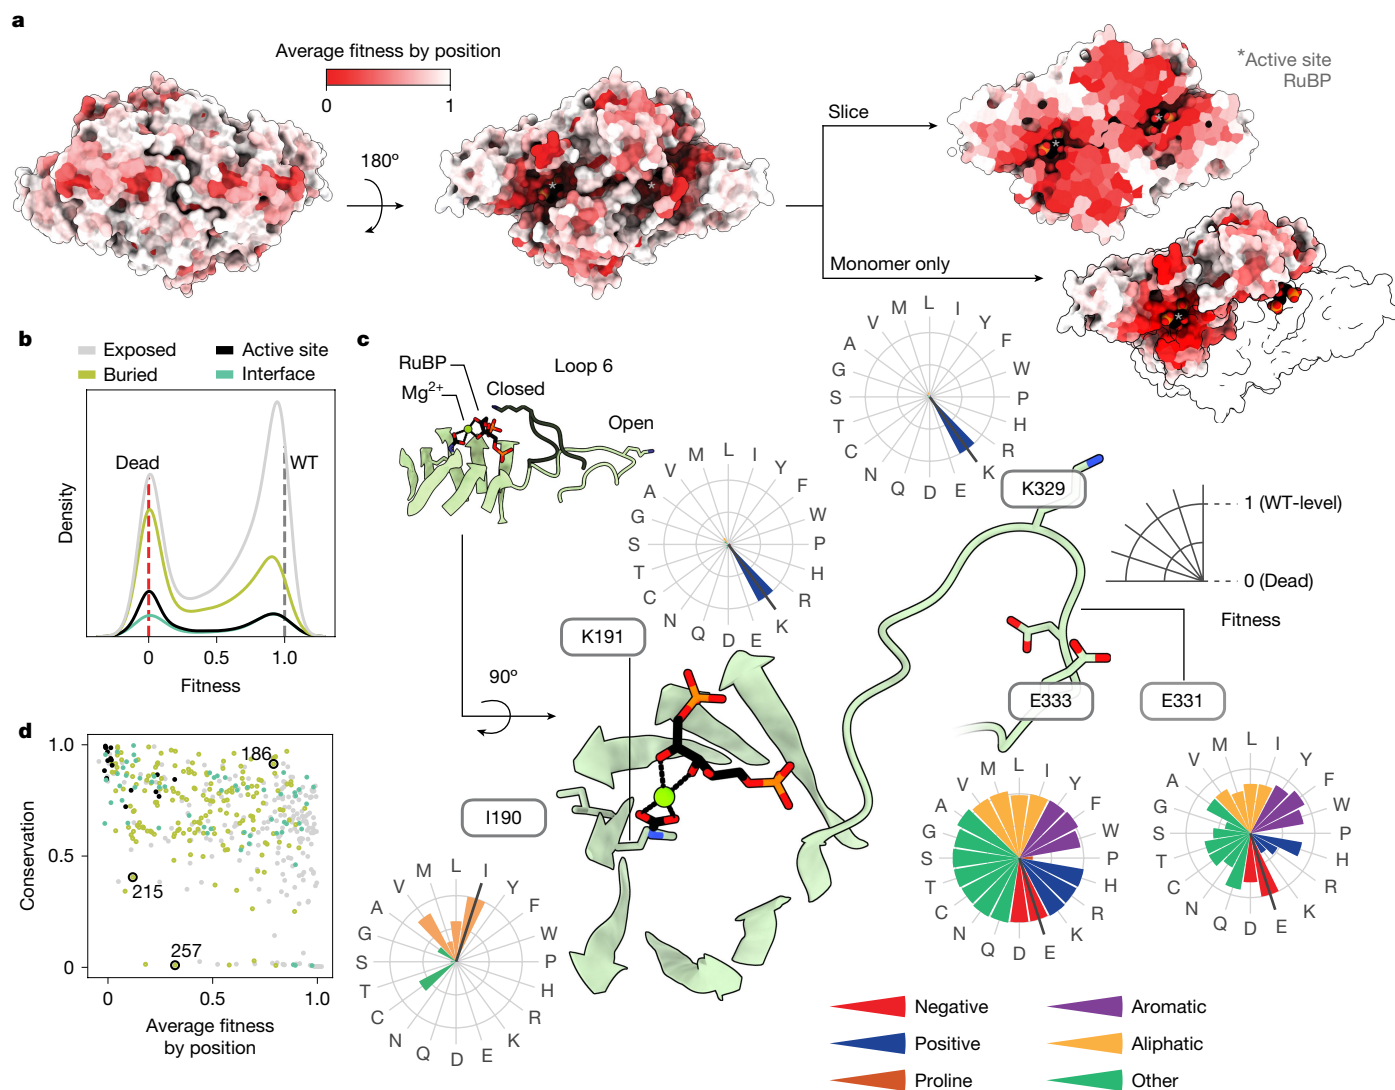 a
Average fitness by position
0
1
180º
Slice
Monomer only
*Active site
RuBP
*
*
*
*
*
b
Exposed
Buried
Active site
Interface
Dead
WT
Density
0
0.5
1.0
Fitness
c
RuBP
Mg2+
Closed
Loop 6
Open
90º
K191
I190
K329
E333
E331
1 (WT-level)
0 (Dead)
Fitness
L
I
Y
F
W
P
H
R
K
E
D
Q
N
C
T
S
G
A
V
M
L
I
Y
F
W
P
H
R
K
E
D
Q
N
C
T
S
G
A
V
M
L
I
Y
F
W
P
H
R
K
E
D
Q
N
C
T
S
G
A
V
M
L
I
Y
F
W
P
H
R
K
E
D
Q
N
C
T
S
G
A
V
M
L
I
Y
F
W
P
H
R
K
E
D
Q
N
C
T
S
G
A
V
M
d
1.0
0.5
0
Conservation
186
215
257
0
0.5
1.0
Average fitness
by position
Negative
Positive
Proline
Aromatic
Aliphatic
Other